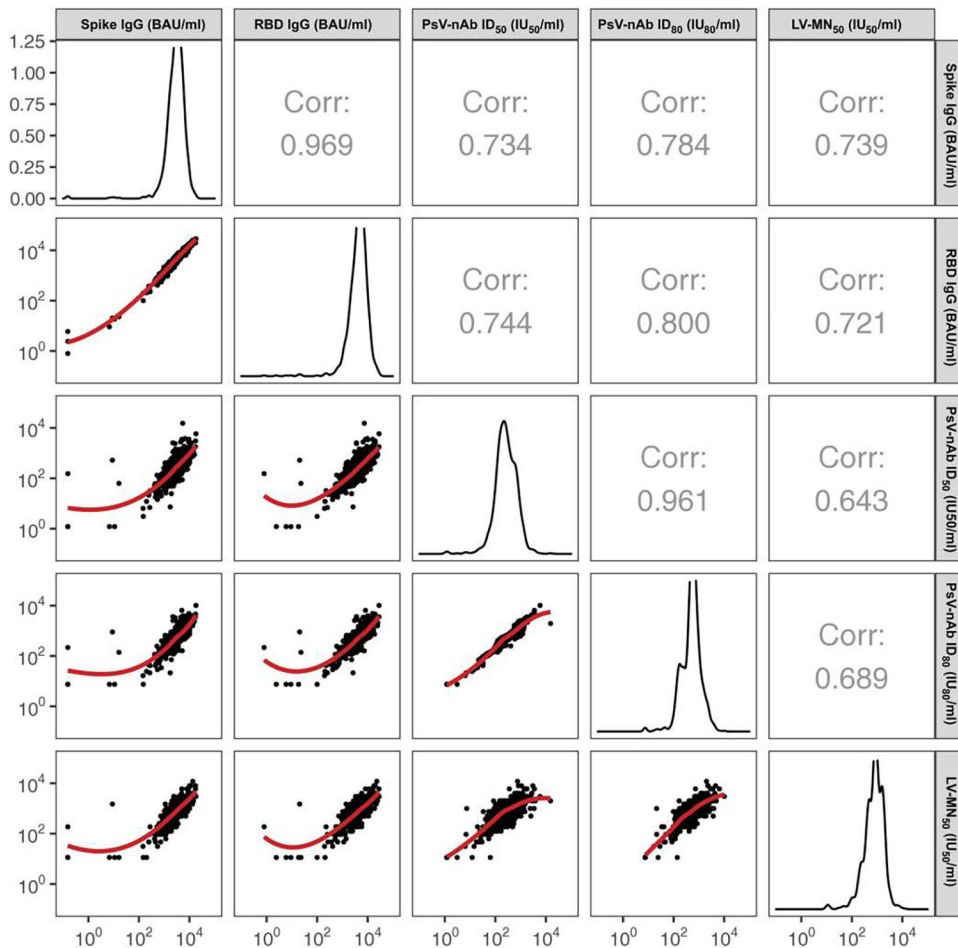 Spike IgG (BAU/ml) RBD IgG (BAU/ml) PsV-nAb ID50 (IU50/ml) PsV-nAb ID80 (IU80/ml) LV-MN50 (IU50/ml)
1.25
1.00
0.75
0.50
0.25
0.00
Corr: Corr: Corr: Corr:
0.969 0.734 0.784 0.739
Spike IgG (BAU/ml)
10^4
10^2
10^0
Corr: Corr: Corr:
0.744 0.800 0.721
RBD IgG (BAU/ml)
10^4
10^2
10^0
Corr: Corr:
0.961 0.643
PsV-nAb ID50 (IU50/ml)
10^4
10^2
10^0
Corr:
0.689
PsV-nAb ID80 (IU80/ml)
10^4
10^2
10^0
LV-MN50 (IU50/ml)
10^0 10^2 10^4 10^0 10^2 10^4 10^0 10^2 10^4 10^0 10^2 10^4 10^0 10^2 10^4